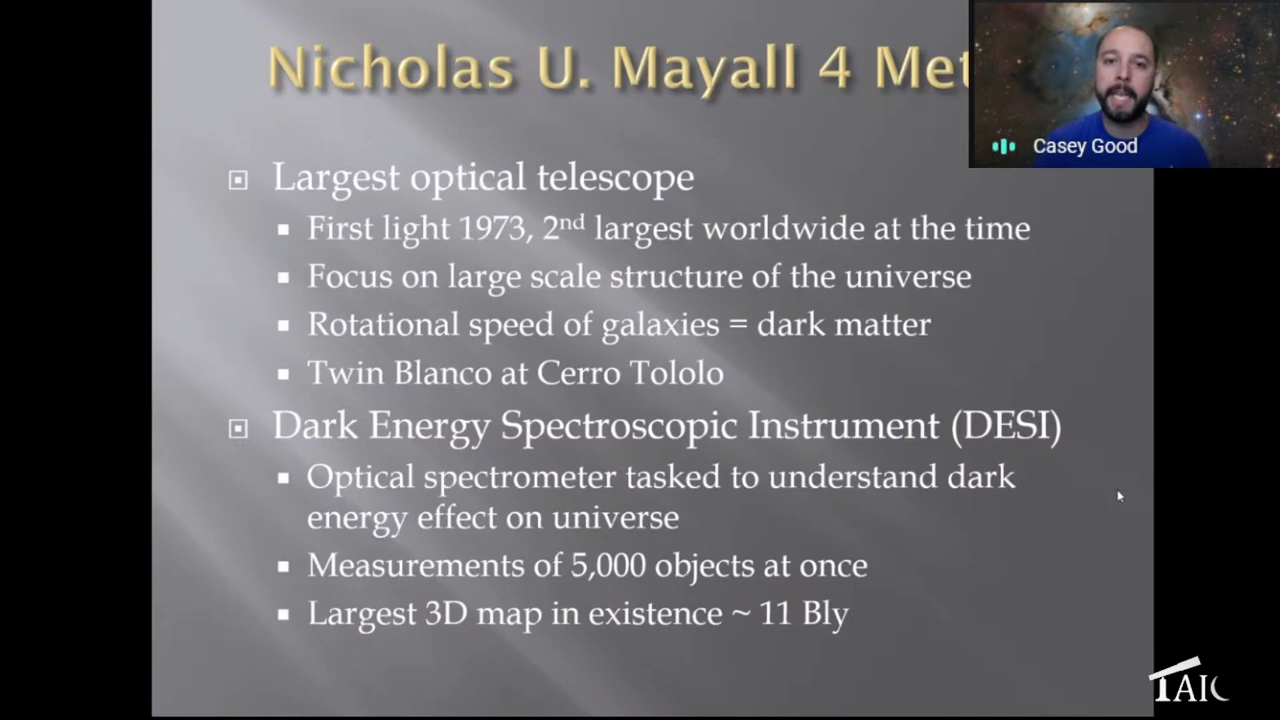 Nicholas U. Mayall 4 Met
Casey Good
Largest optical telescope
First light 1973, 2nd largest worldwide at the time
Focus on large scale structure of the universe
Rotational speed of galaxies = dark matter
Twin Blanco at Cerro Tololo
Dark Energy Spectroscopic Instrument (DESI)
Optical spectrometer tasked to understand dark
energy effect on universe
Measurements of 5,000 objects at once
Largest 3D map in existence ~ 11 Bly
TAIC